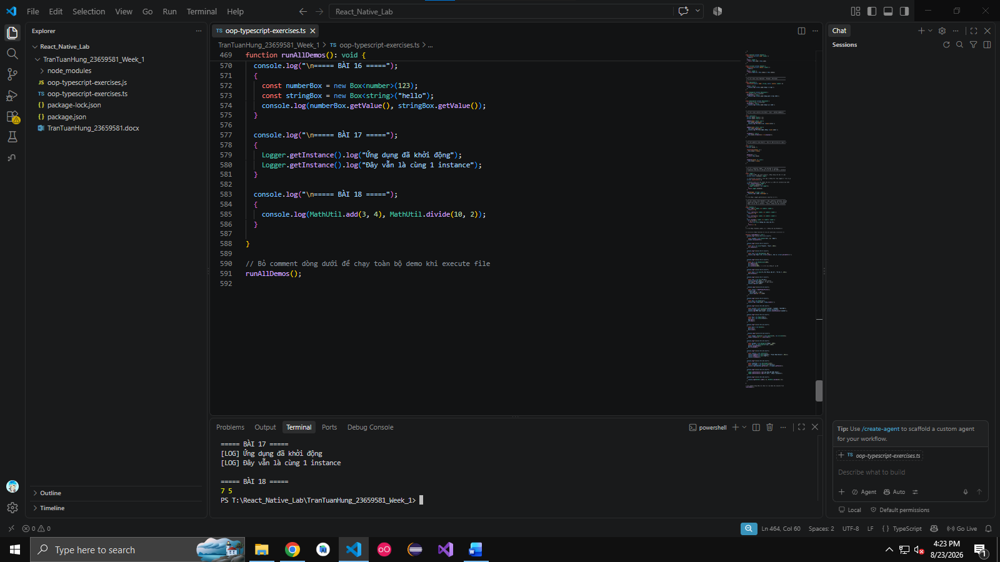 File Edit Selection View Go Run Terminal Help
React_Native_Lab
Explorer
React_Native_Lab
TranTuanHung_23659581_Week_1
node_modules
JS oop-typescript-exercises.js
TS oop-typescript-exercises.ts
{} package-lock.json
{} package.json
TranTuanHung_23659581.docx
Outline
Timeline
TS oop-typescript-exercises.ts
TranTuanHung_23659581_Week_1 > TS oop-typescript-exercises.ts > ...
469 function runAllDemos(): void {
570 console.log("\n===== BÀI 16 =====");
571 {
572 const numberBox = new Box<number>(123);
573 const stringBox = new Box<string>("hello");
574 console.log(numberBox.getValue(), stringBox.getValue());
575 }
576
577 console.log("\n===== BÀI 17 =====");
578 {
579 Logger.getInstance().log("Ứng dụng đã khởi động");
580 Logger.getInstance().log("Đây vẫn là cùng 1 instance");
581 }
582
583 console.log("\n===== BÀI 18 =====");
584 {
585 console.log(MathUtil.add(3, 4), MathUtil.divide(10, 2));
586 }
587
588 }
589
590 // Bỏ comment dòng dưới để chạy toàn bộ demo khi execute file
591 runAllDemos();
592
Problems Output Terminal Ports Debug Console
powershell
===== BÀI 17 =====
[LOG] Ứng dụng đã khởi động
[LOG] Đây vẫn là cùng 1 instance
===== BÀI 18 =====
7 5
PS T:\React_Native_Lab\TranTuanHung_23659581_Week_1>
Chat
Sessions
Tip: Use /create-agent to scaffold a custom agent
for your workflow.
TS oop-typescript-exercises.ts
Describe what to build
Agent Auto
Local Default permissions
0 0
Ln 464, Col 60 Spaces: 2 UTF-8 LF {} TypeScript Go Live
Type here to search
4:23 PM
8/23/2026
1